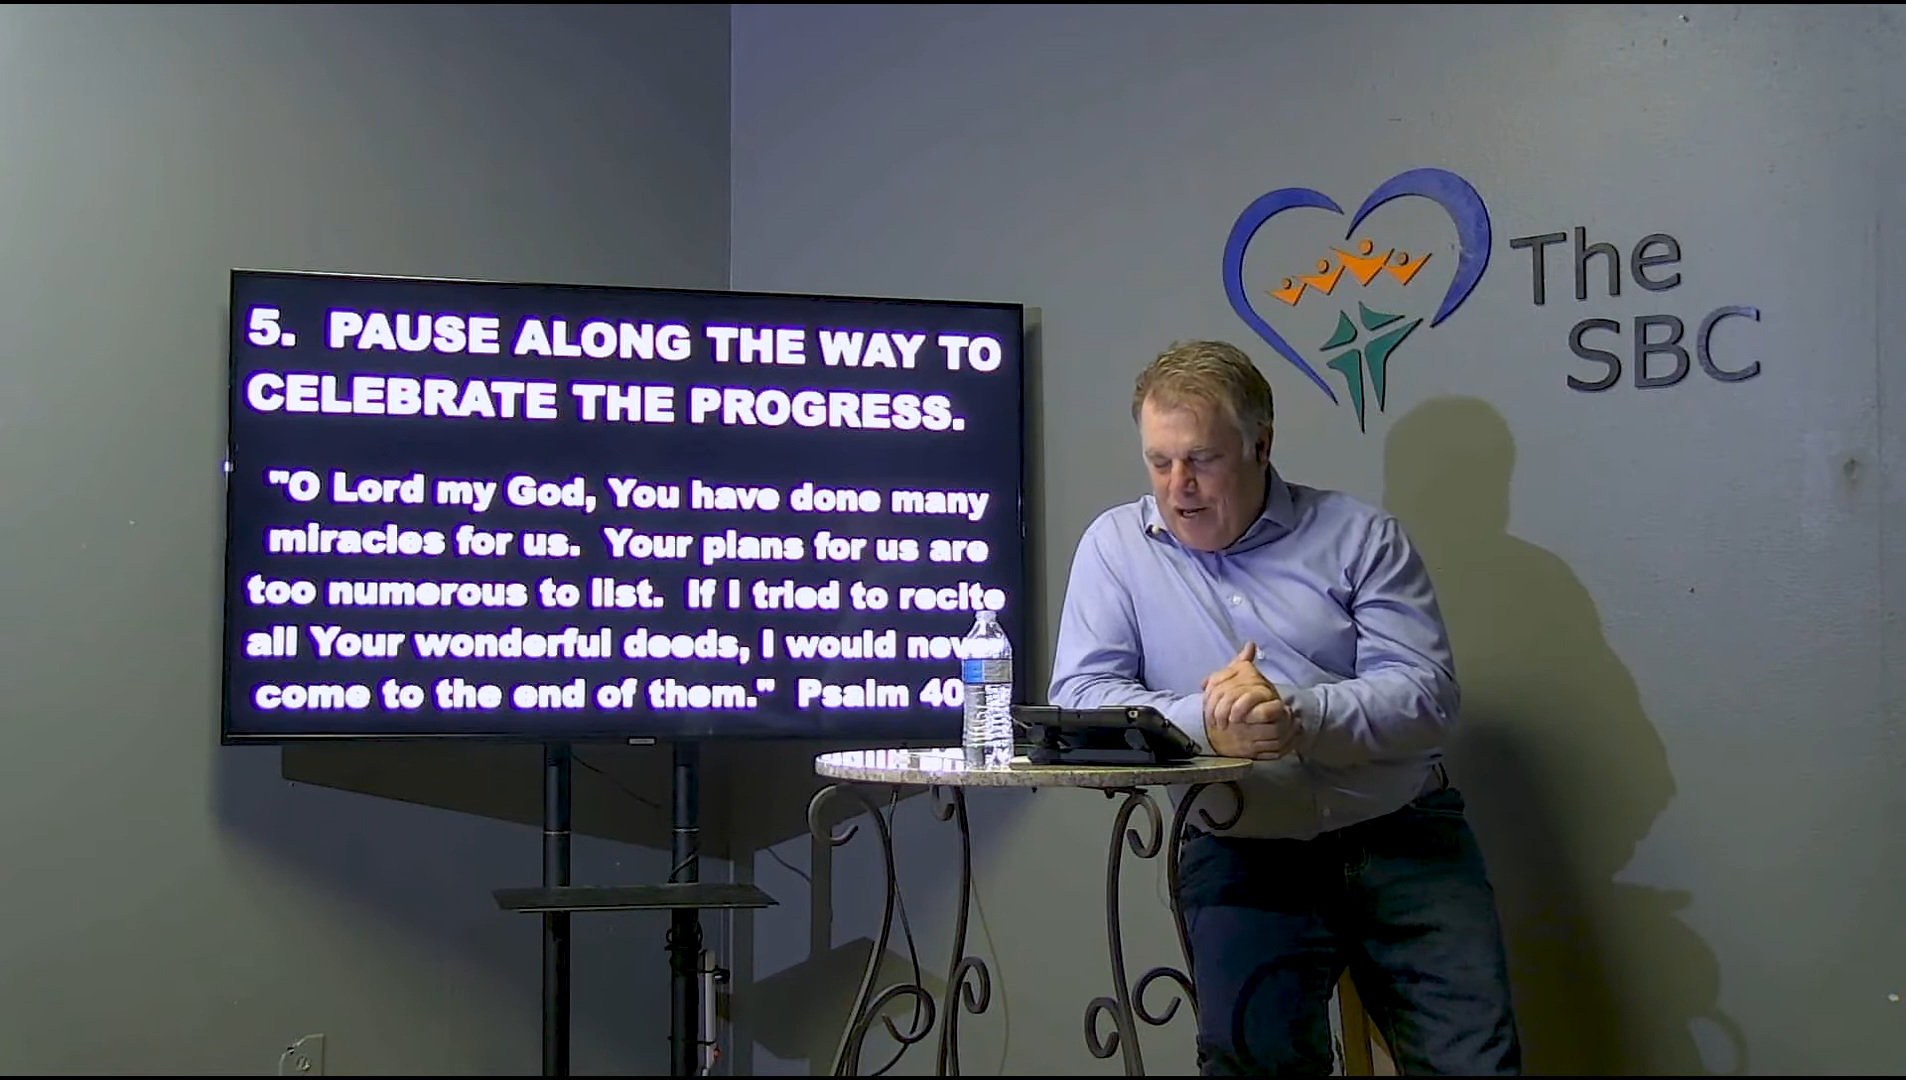 5. PAUSE ALONG THE WAY TO
CELEBRATE THE PROGRESS.
"O Lord my God, You have done many
miracles for us. Your plans for us are
too numerous to list. If I tried to recite
all Your wonderful deeds, I would
come to the end of them." Psalm 40
The
SBC